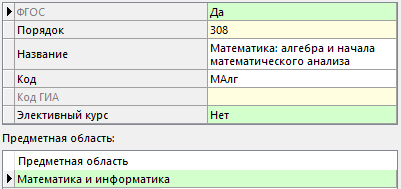 ФГОС Да
Порядок 308
Название Математика: алгебра и начала
математического анализа
Код МАлг
Код ГИА
Элективный курс Нет
Предметная область:
Предметная область
Математика и информатика